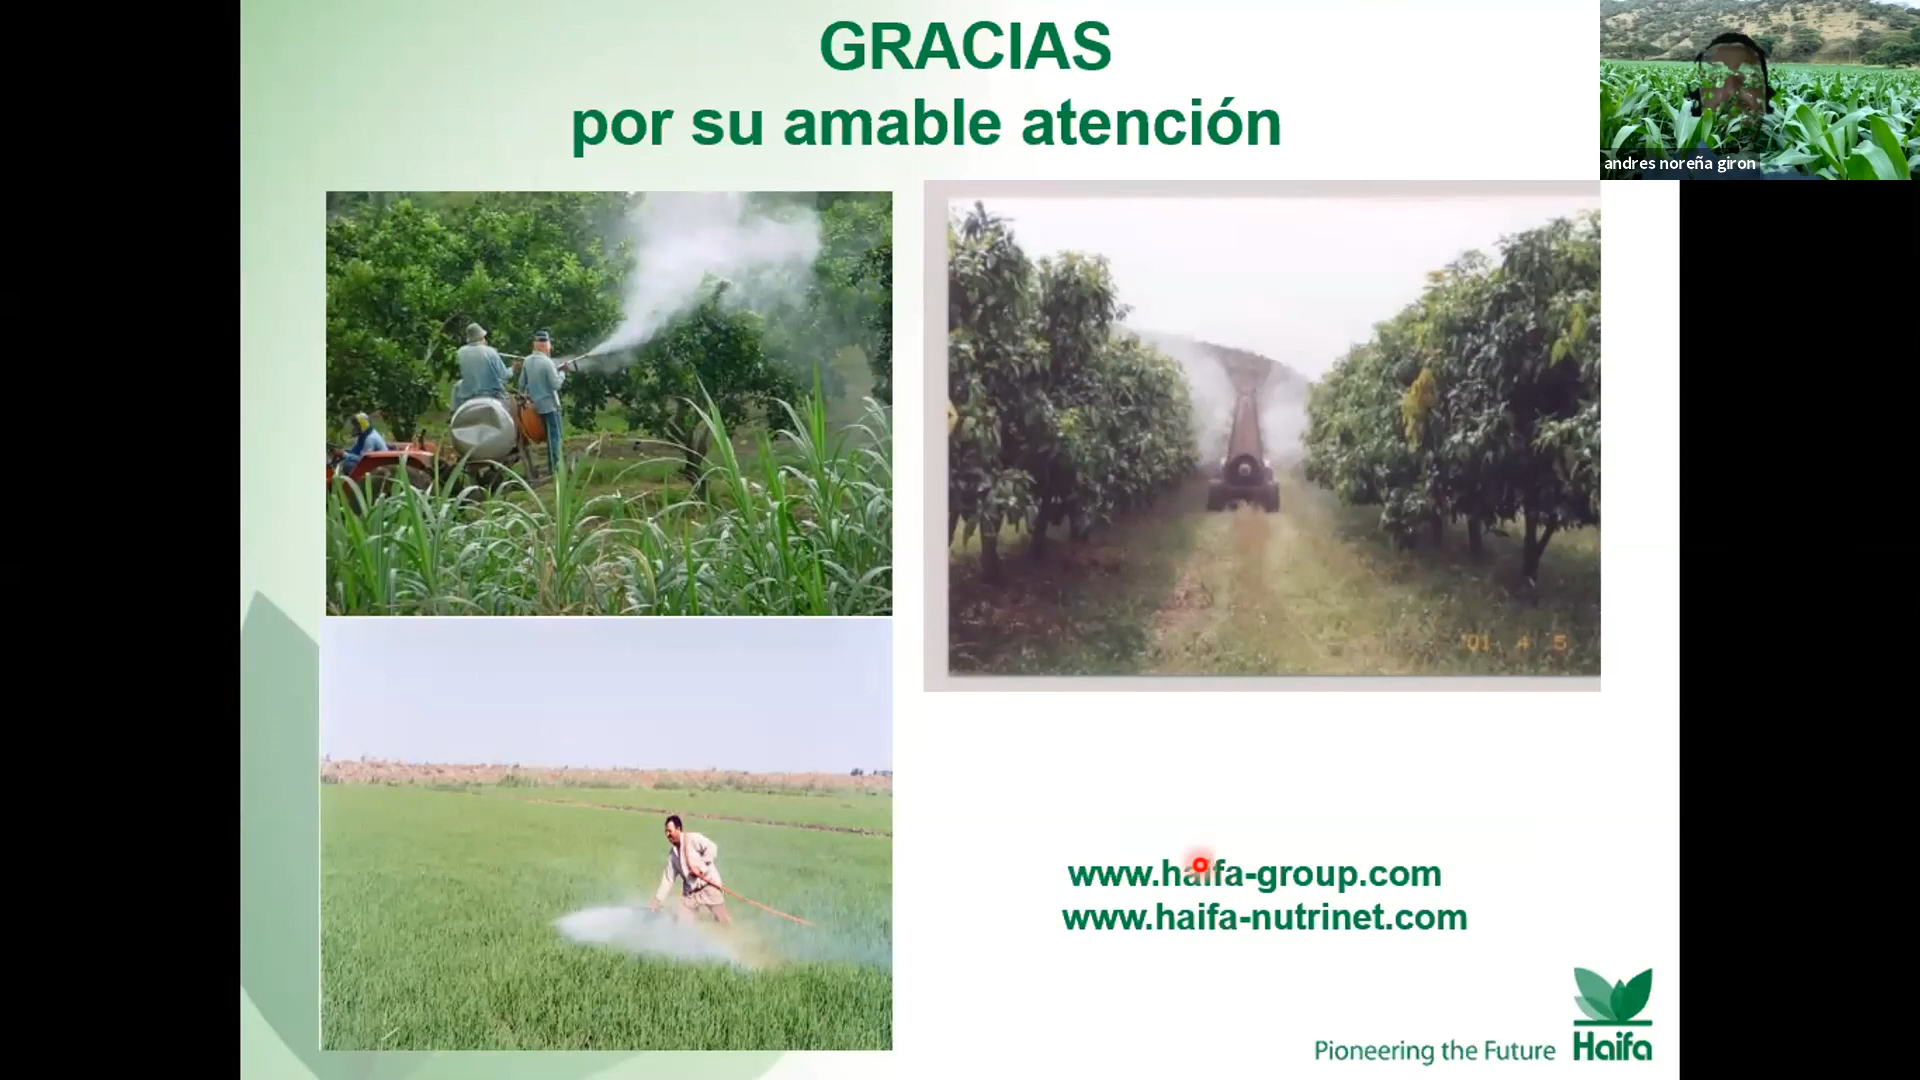 GRACIAS
por su amable atención
andres noreña giron
'01 4 5
www.haifa-group.com
www.haifa-nutrinet.com
Pioneering the Future
Haifa